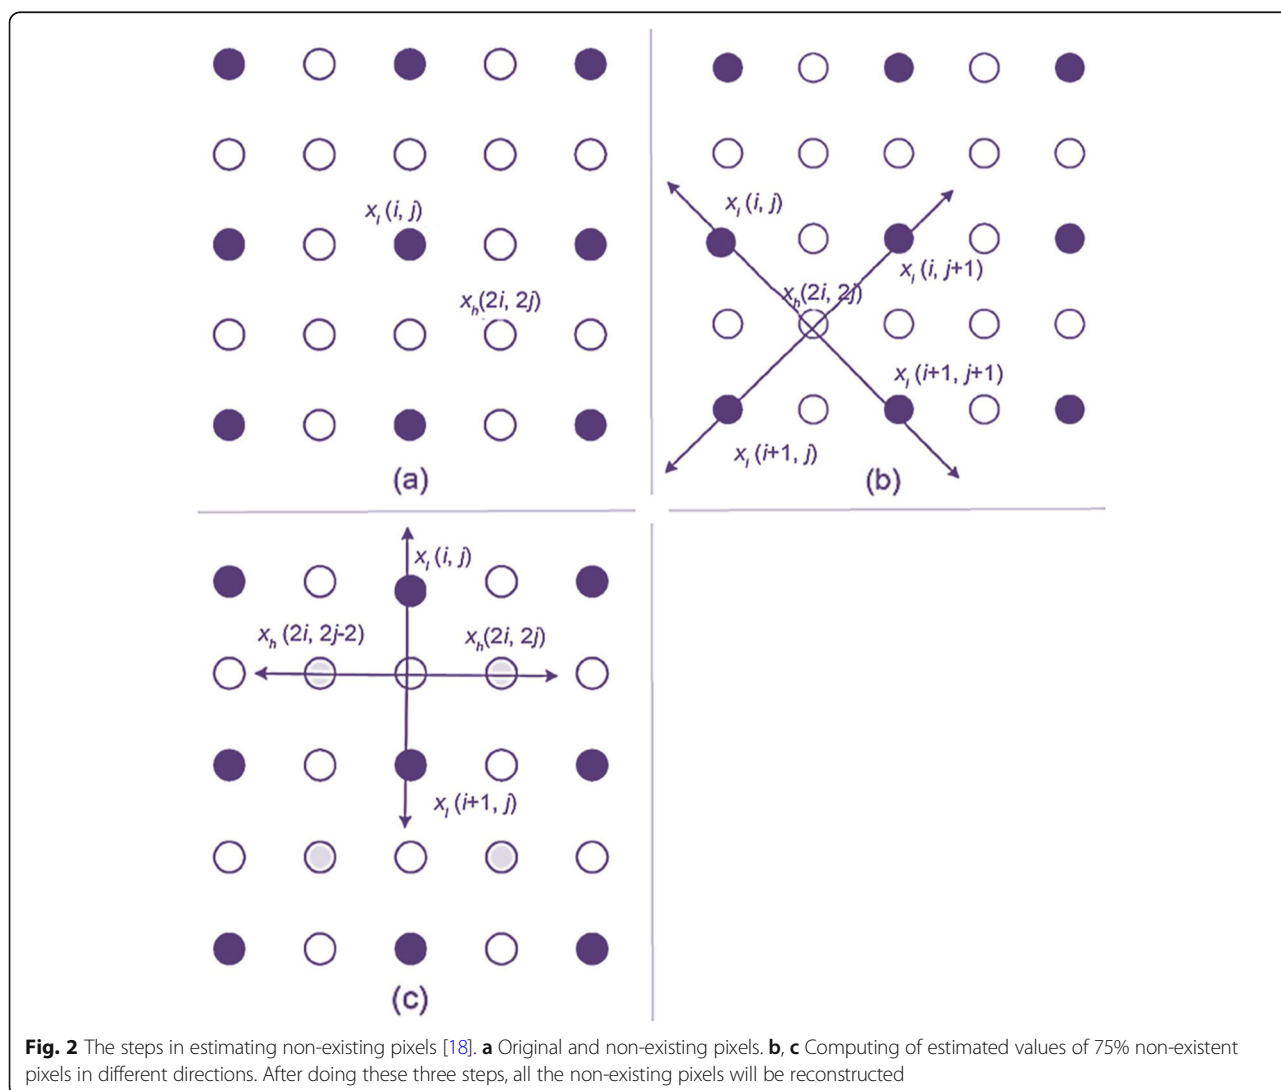 x_l (i, j)
x_h(2i, 2j)
(a)
x_l (i, j)
x_l (i, j+1)
x_h(2i, 2j)
x_l (i+1, j+1)
x_l (i+1, j)
(b)
x_l (i, j)
x_h (2i, 2j-2) x_h(2i, 2j)
x_l (i+1, j)
(c)
Fig. 2 The steps in estimating non-existing pixels [18]. a Original and non-existing pixels. b, c Computing of estimated values of 75% non-existent
pixels in different directions. After doing these three steps, all the non-existing pixels will be reconstructed